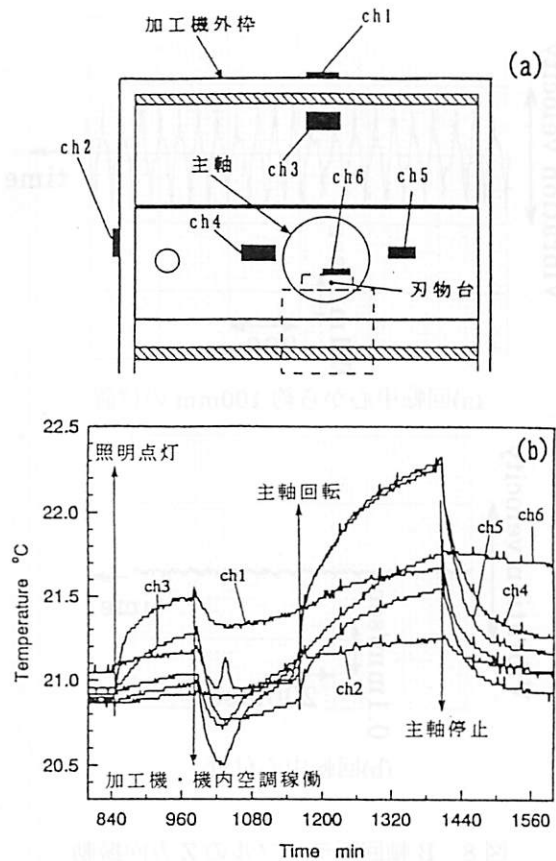 加工機外枠
ch1
(a)
ch2
主軸
ch3
ch6
ch5
ch4
刃物台
22.5
22.0
21.5
21.0
20.5
Temperature °C
照明点灯
(b)
主軸回転
ch3
ch1
ch5
ch6
ch4
ch2
主軸停止
加工機・機内空調稼働
840 960 1080 1200 1320 1440 1560
Time min